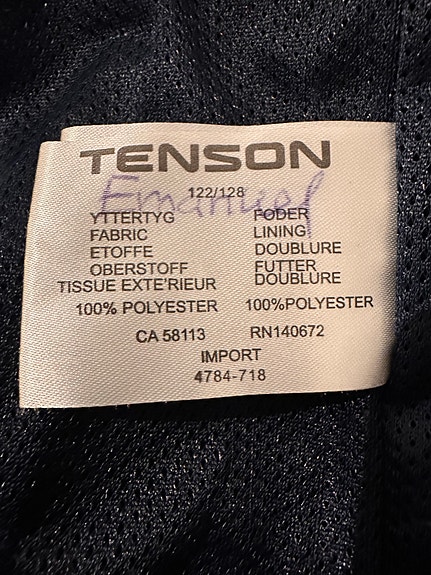 TENSON
Emanuel
122/128
YTTERTYG FODER
FABRIC LINING
ETOFFE DOUBLURE
OBERSTOFF FUTTER
TISSUE EXTE'RIEUR DOUBLURE
100% POLYESTER 100%POLYESTER
CA 58113 RN140672
IMPORT
4784-718